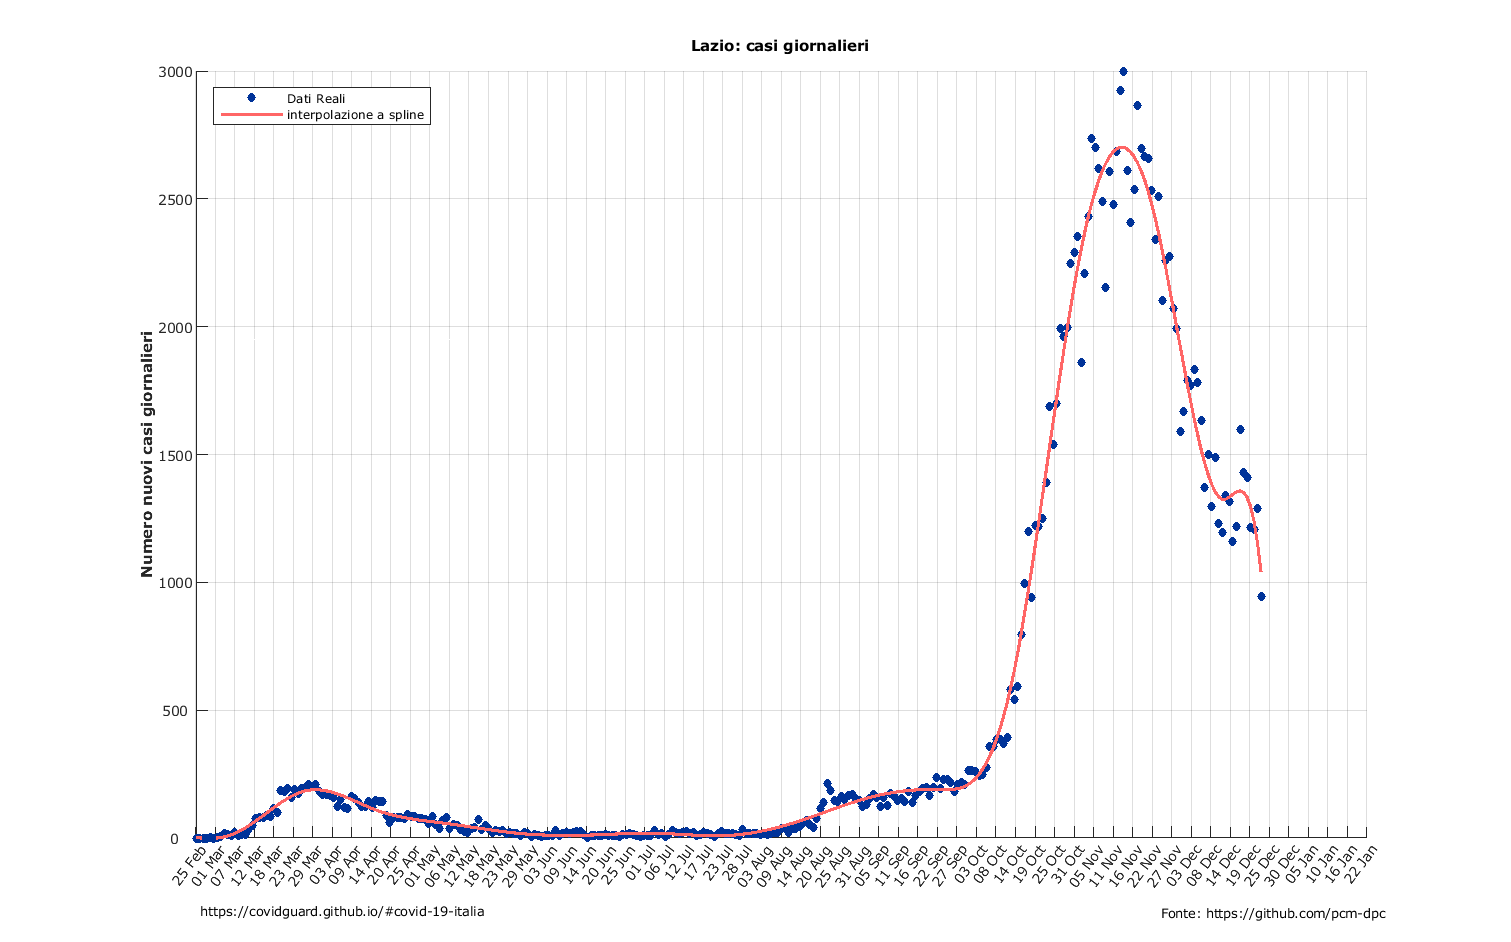 Lazio: casi giornalieri
Dati Reali
interpolazione a spline
Numero nuovi casi giornalieri
3000
2500
2000
1500
1000
500
0
25 Feb
01 Mar
07 Mar
12 Mar
18 Mar
23 Mar
29 Mar
03 Apr
09 Apr
14 Apr
20 Apr
25 Apr
01 May
06 May
12 May
18 May
23 May
29 May
03 Jun
09 Jun
14 Jun
20 Jun
25 Jun
01 Jul
06 Jul
12 Jul
17 Jul
23 Jul
28 Jul
03 Aug
09 Aug
14 Aug
20 Aug
25 Aug
31 Aug
05 Sep
11 Sep
16 Sep
22 Sep
27 Sep
03 Oct
08 Oct
14 Oct
19 Oct
25 Oct
31 Oct
05 Nov
11 Nov
16 Nov
22 Nov
27 Nov
03 Dec
08 Dec
14 Dec
19 Dec
25 Dec
30 Dec
05 Jan
10 Jan
16 Jan
22 Jan
https://covidguard.github.io/#covid-19-italia
Fonte: https://github.com/pcm-dpc